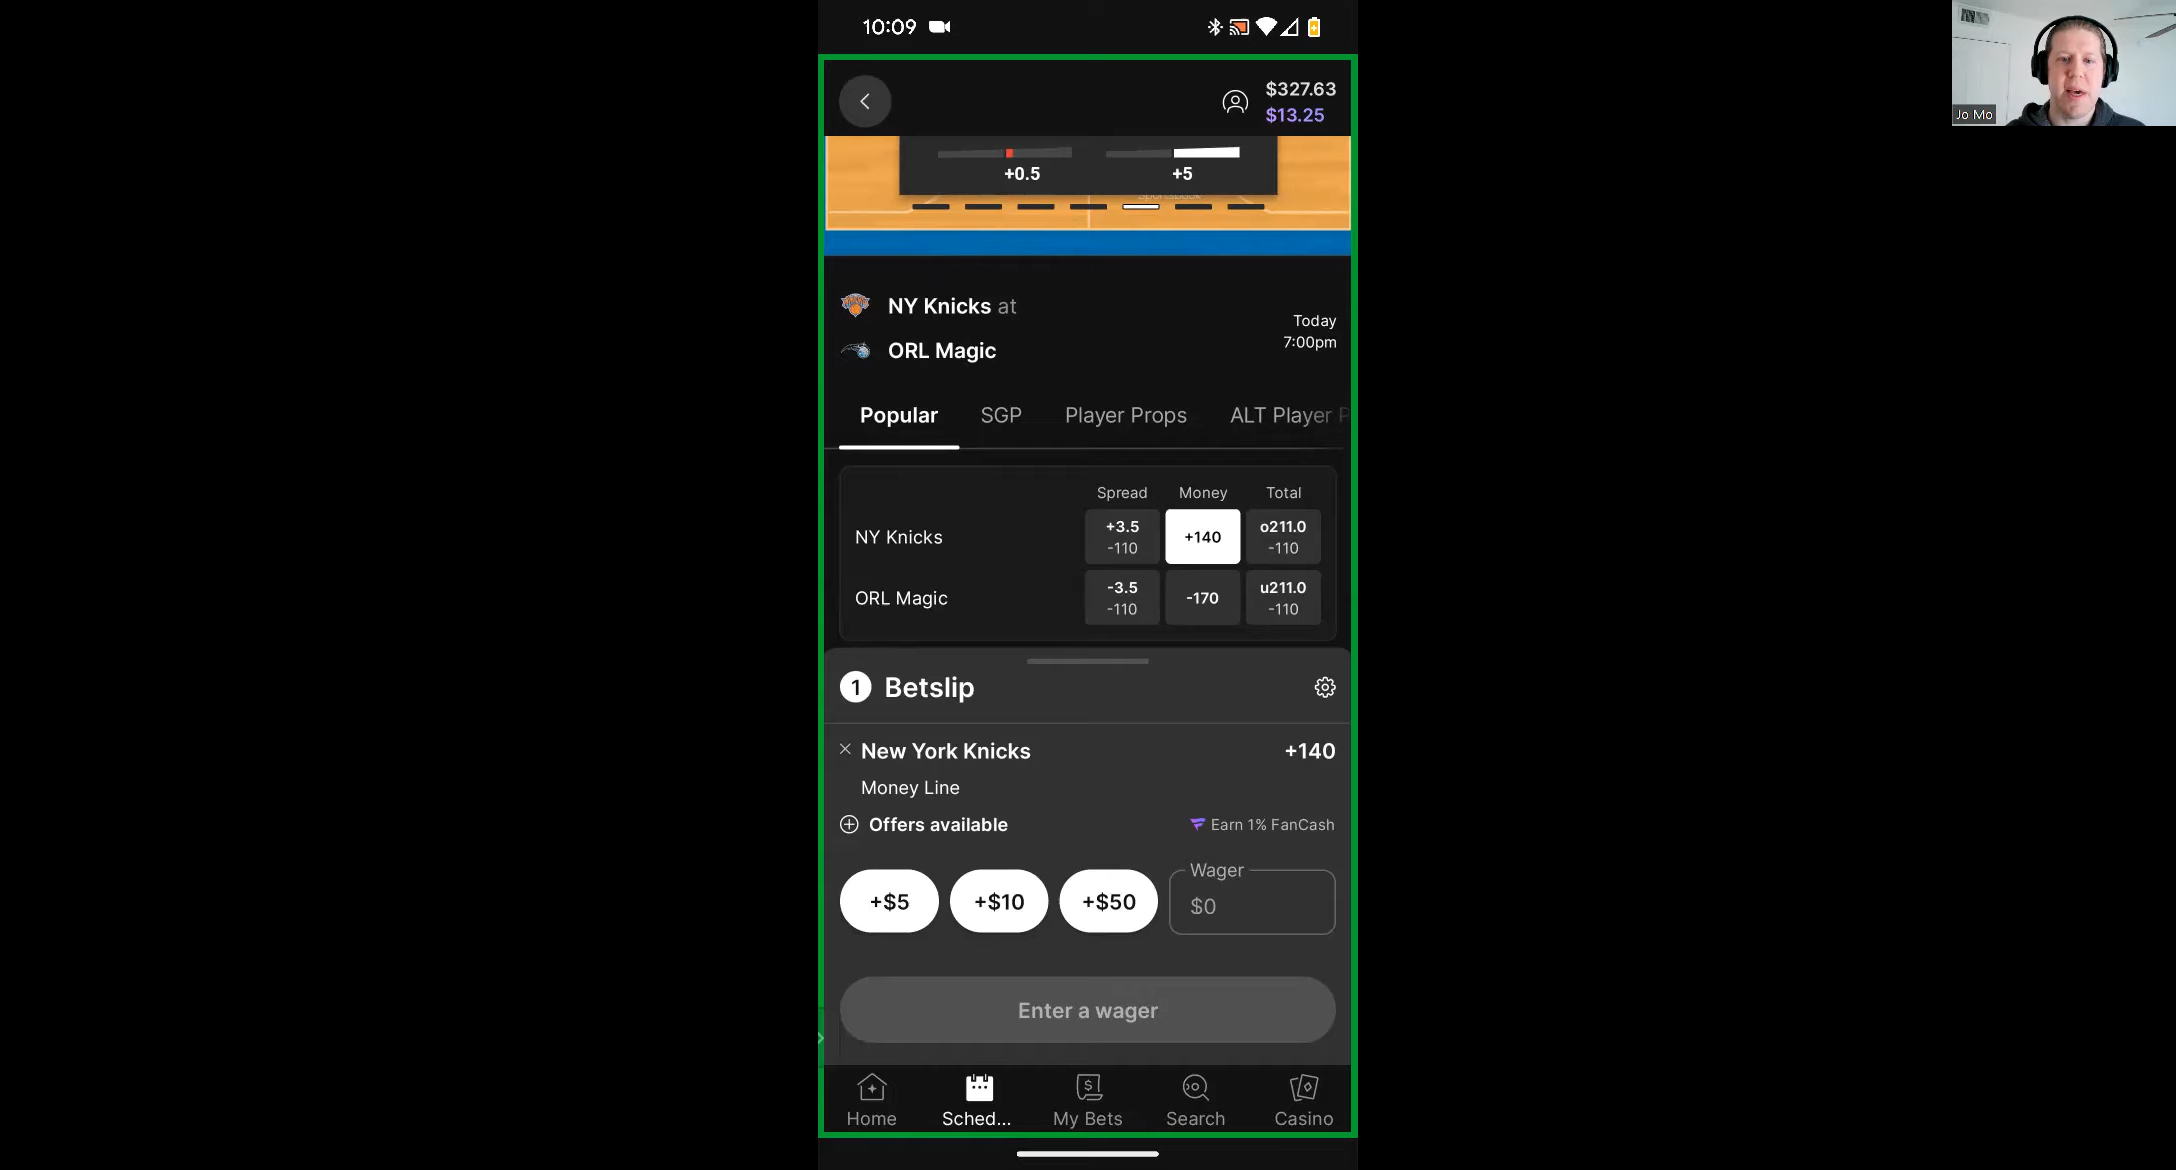 10:09
$327.63
$13.25
Jo Mo
+0.5 +5
Sportsbook
NY Knicks at
ORL Magic
Today
7:00pm
Popular SGP Player Props ALT Player P
Spread Money Total
NY Knicks +3.5 -110 +140 o211.0 -110
ORL Magic -3.5 -110 -170 u211.0 -110
1 Betslip
New York Knicks +140
Money Line
Offers available Earn 1% FanCash
Wager
+$5 +$10 +$50 $0
Enter a wager
Home Sched... My Bets Search Casino